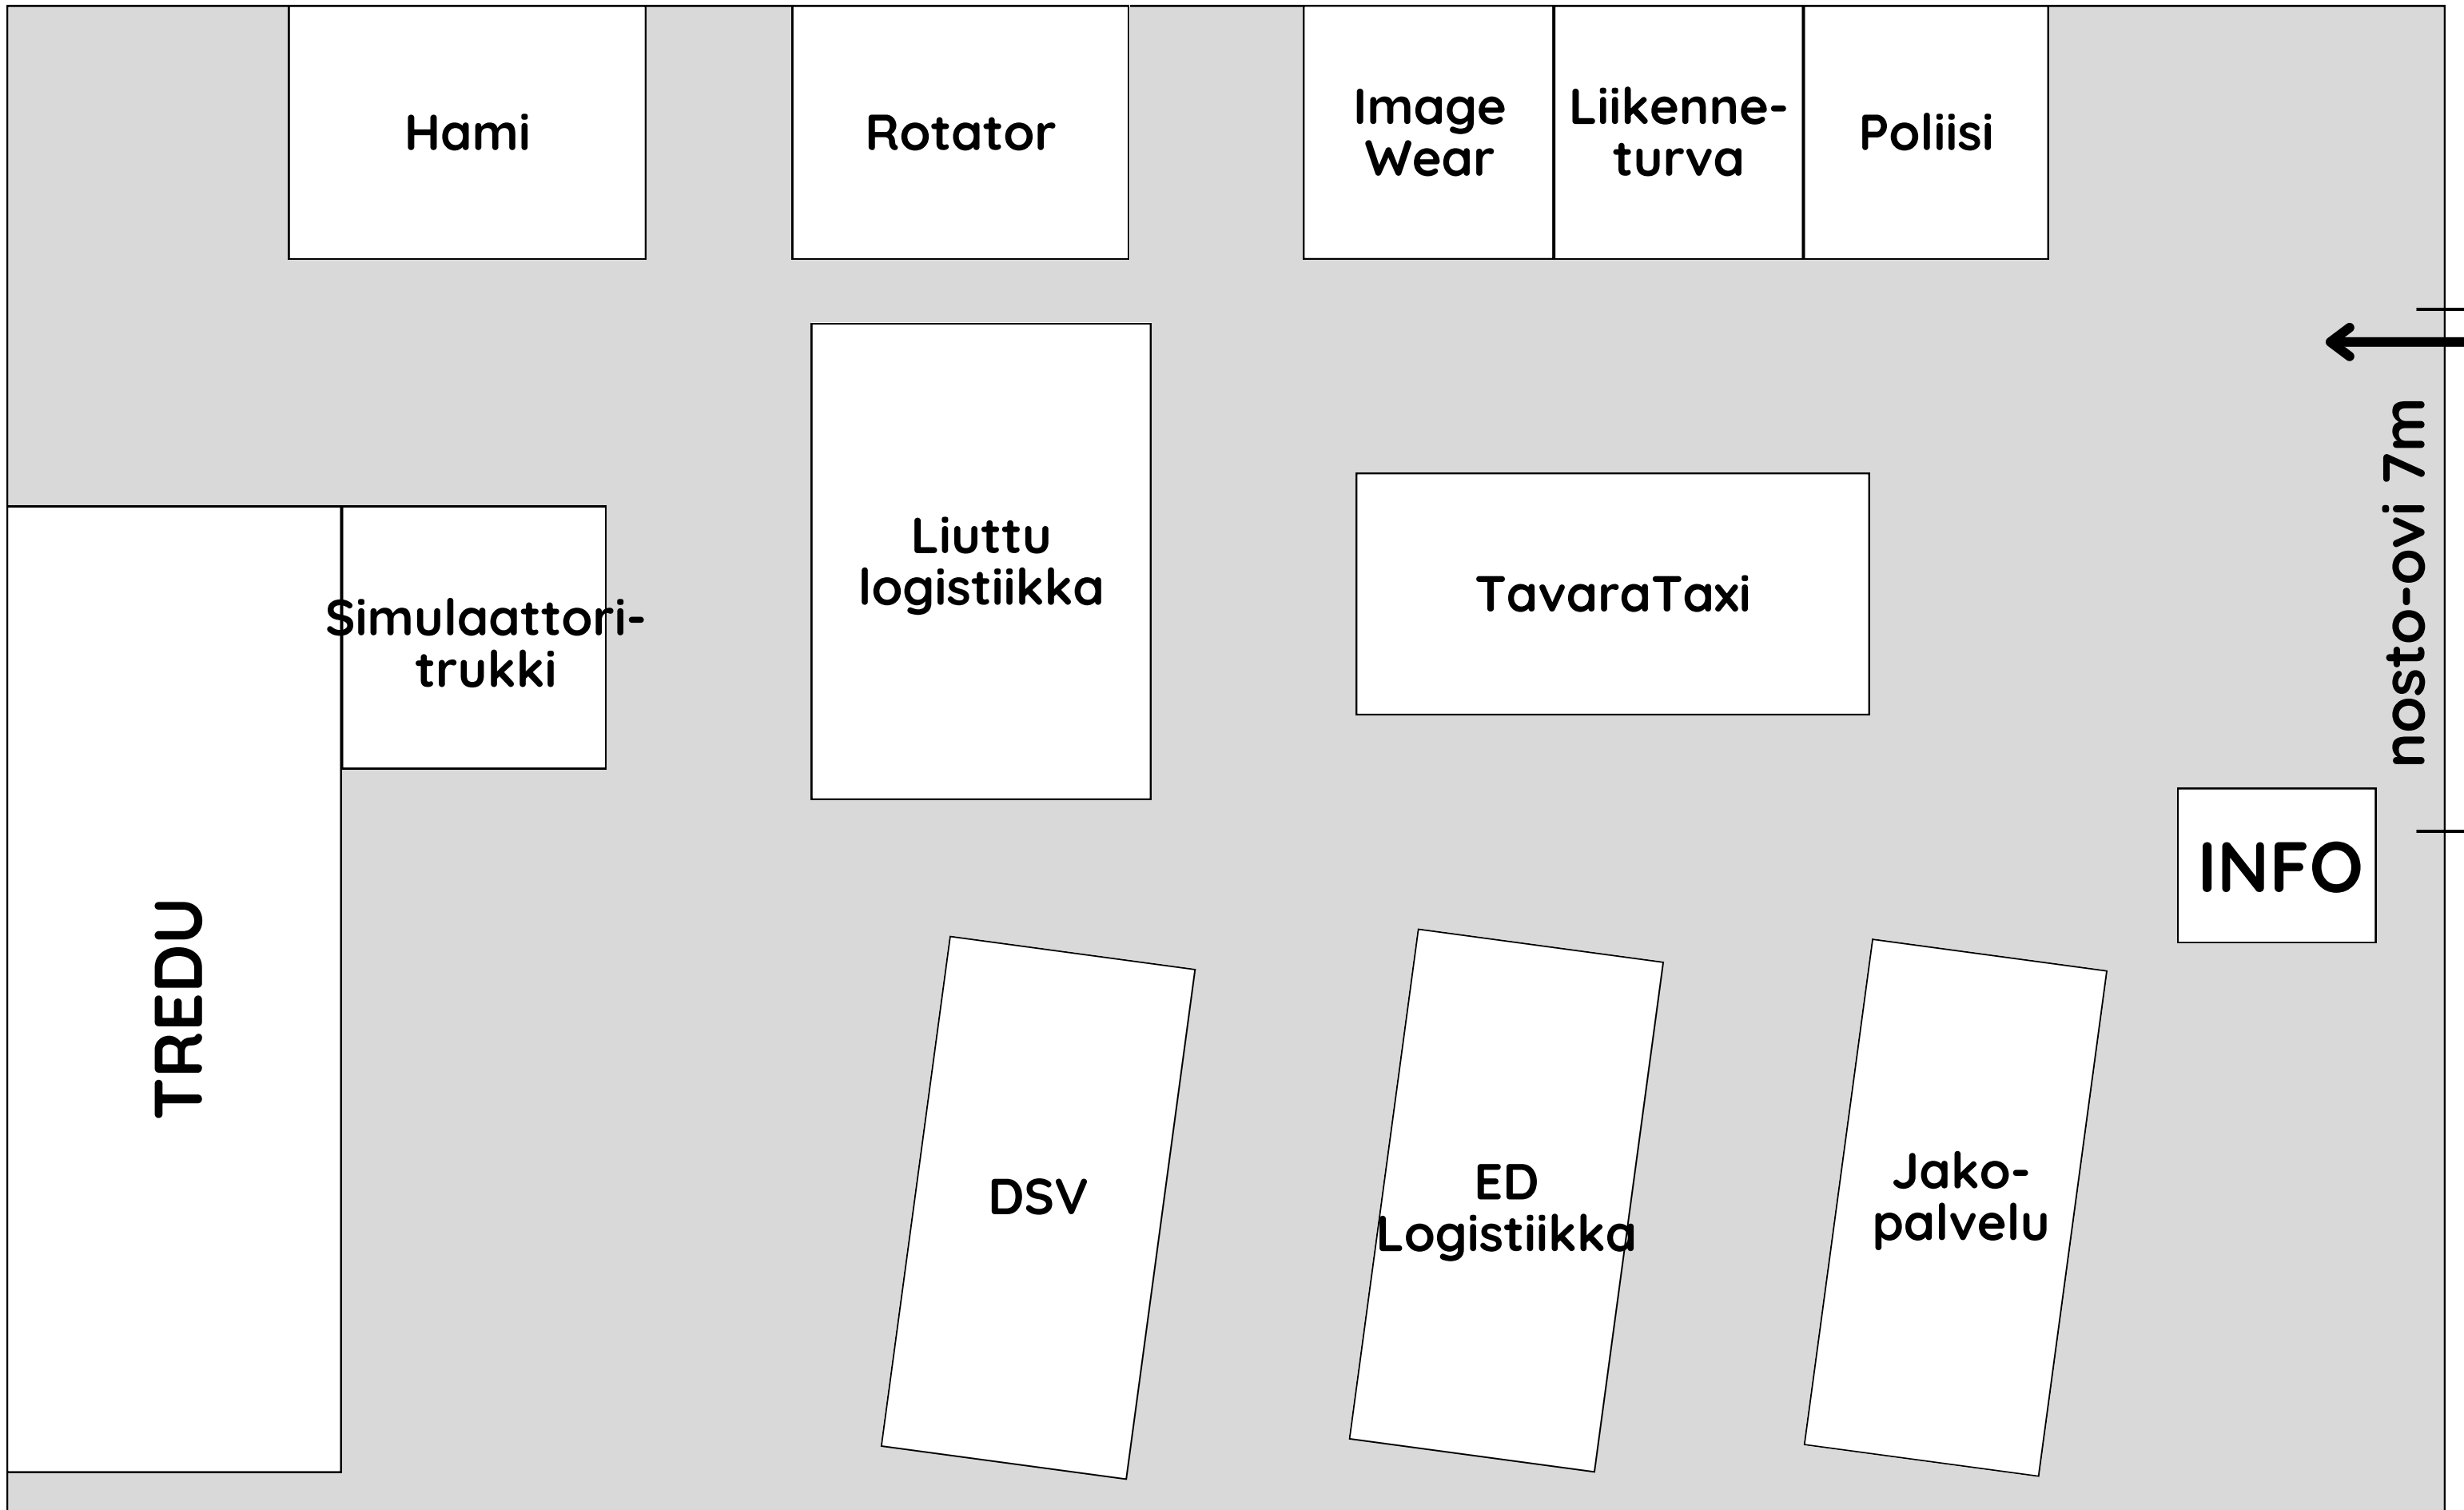 Hami
Rotator
Image
Wear
Liikenne-
turva
Poliisi
nosto-ovi 7m
Liuttu
logistiikka
TavaraTaxi
Simulaattori-
trukki
INFO
TREDU
DSV
ED
Logistiikka
Jako-
palvelu